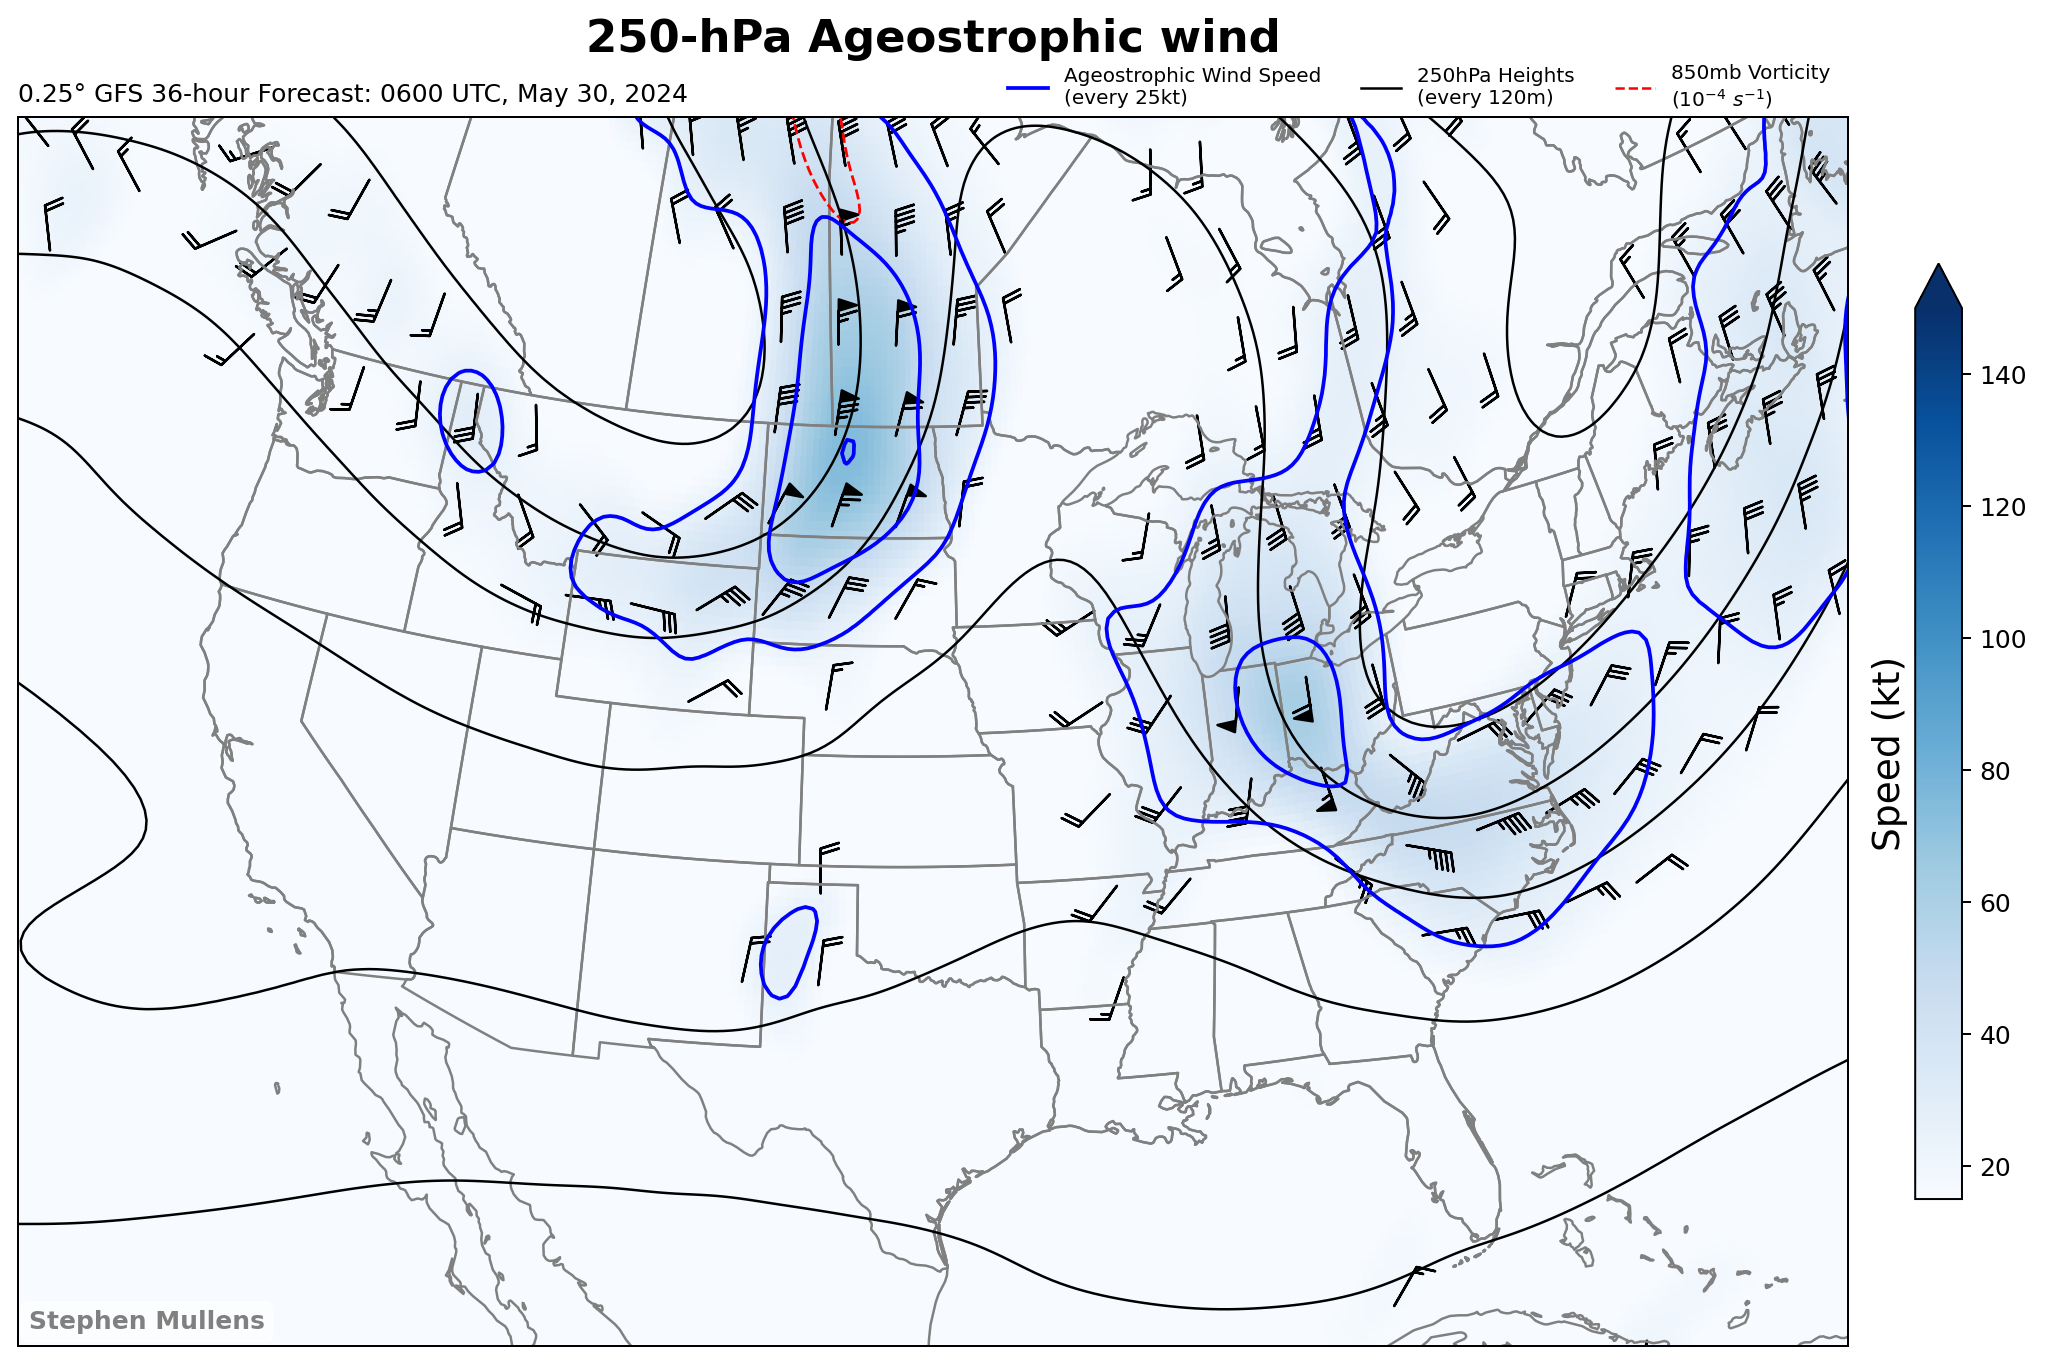 250-hPa Ageostrophic wind
0.25° GFS 36-hour Forecast: 0600 UTC, May 30, 2024
Ageostrophic Wind Speed
(every 25kt)
250hPa Heights
(every 120m)
850mb Vorticity
(10⁻⁴ s⁻¹)
140
120
100
80
60
40
20
Speed (kt)
Stephen Mullens